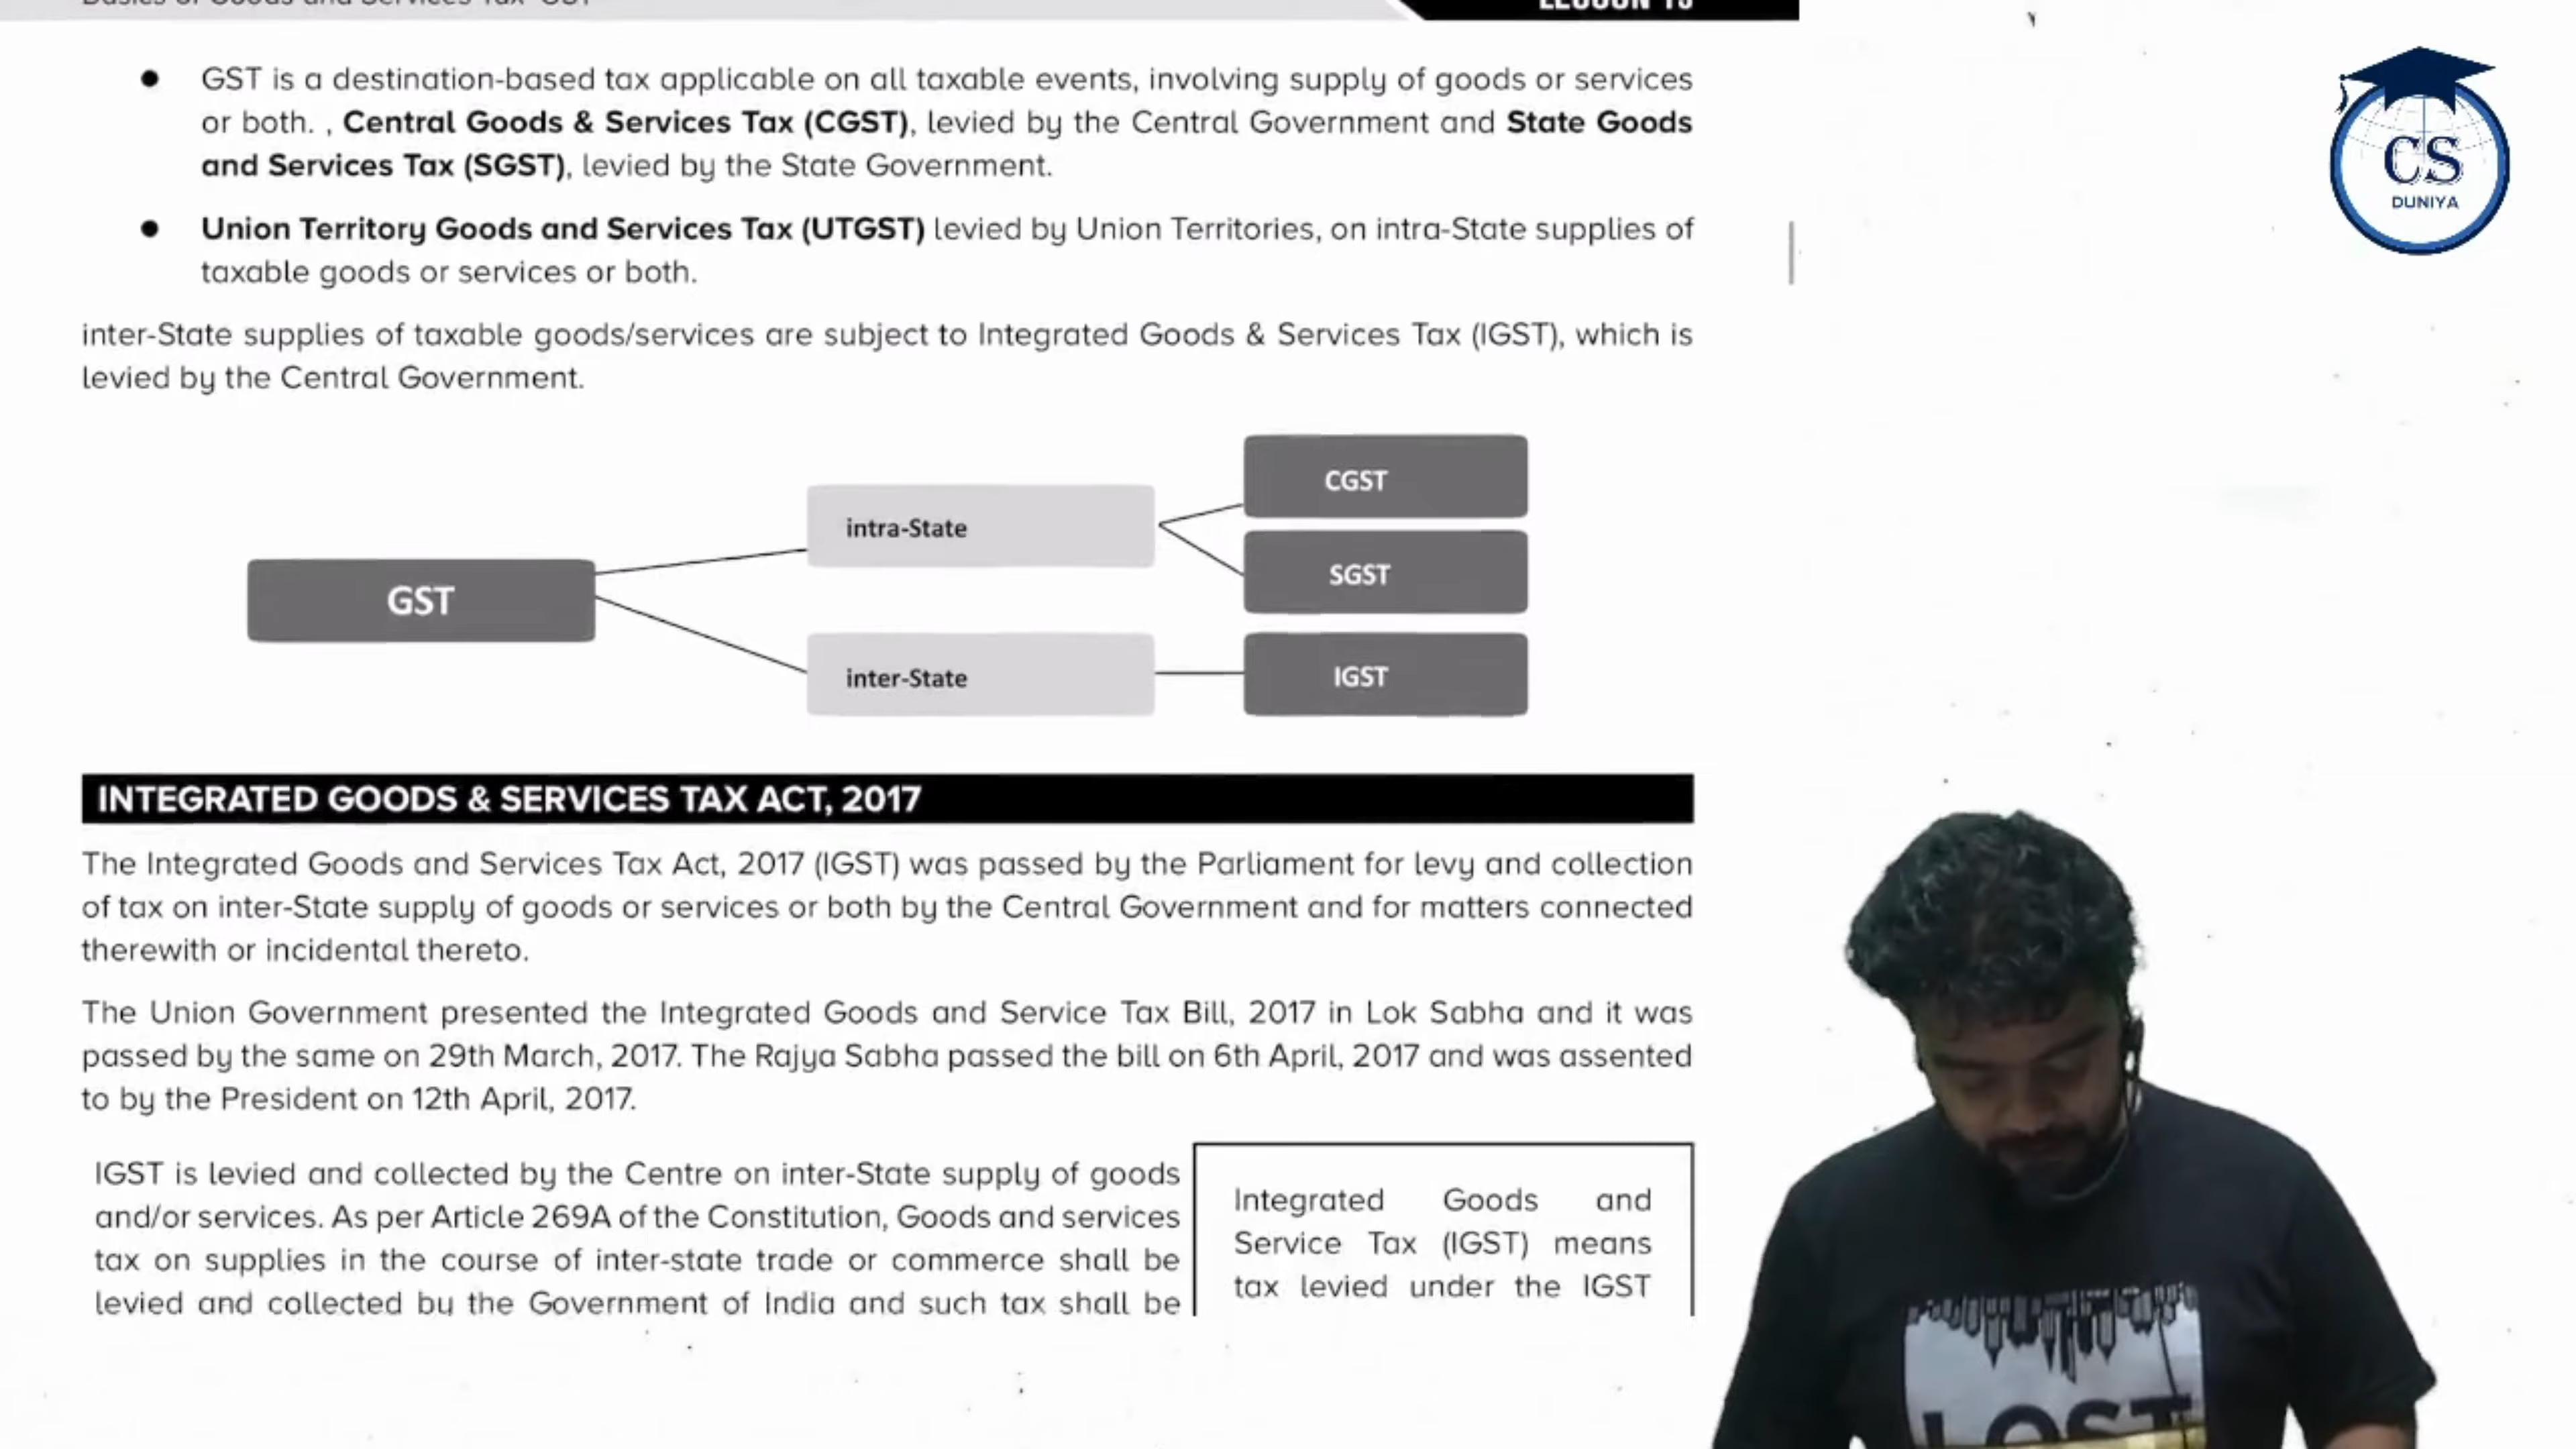 Basics of Goods and Services Tax-GST
LESSON 13
● GST is a destination-based tax applicable on all taxable events, involving supply of goods or services
or both. , Central Goods & Services Tax (CGST), levied by the Central Government and State Goods
and Services Tax (SGST), levied by the State Government.
● Union Territory Goods and Services Tax (UTGST) levied by Union Territories, on intra-State supplies of
taxable goods or services or both.
inter-State supplies of taxable goods/services are subject to Integrated Goods & Services Tax (IGST), which is
levied by the Central Government.
GST
intra-State
CGST
SGST
inter-State
IGST
INTEGRATED GOODS & SERVICES TAX ACT, 2017
The Integrated Goods and Services Tax Act, 2017 (IGST) was passed by the Parliament for levy and collection
of tax on inter-State supply of goods or services or both by the Central Government and for matters connected
therewith or incidental thereto.
The Union Government presented the Integrated Goods and Service Tax Bill, 2017 in Lok Sabha and it was
passed by the same on 29th March, 2017. The Rajya Sabha passed the bill on 6th April, 2017 and was assented
to by the President on 12th April, 2017.
IGST is levied and collected by the Centre on inter-State supply of goods
and/or services. As per Article 269A of the Constitution, Goods and services
tax on supplies in the course of inter-state trade or commerce shall be
levied and collected by the Government of India and such tax shall be
Integrated Goods and
Service Tax (IGST) means
tax levied under the IGST
CS
DUNIYA
LOST